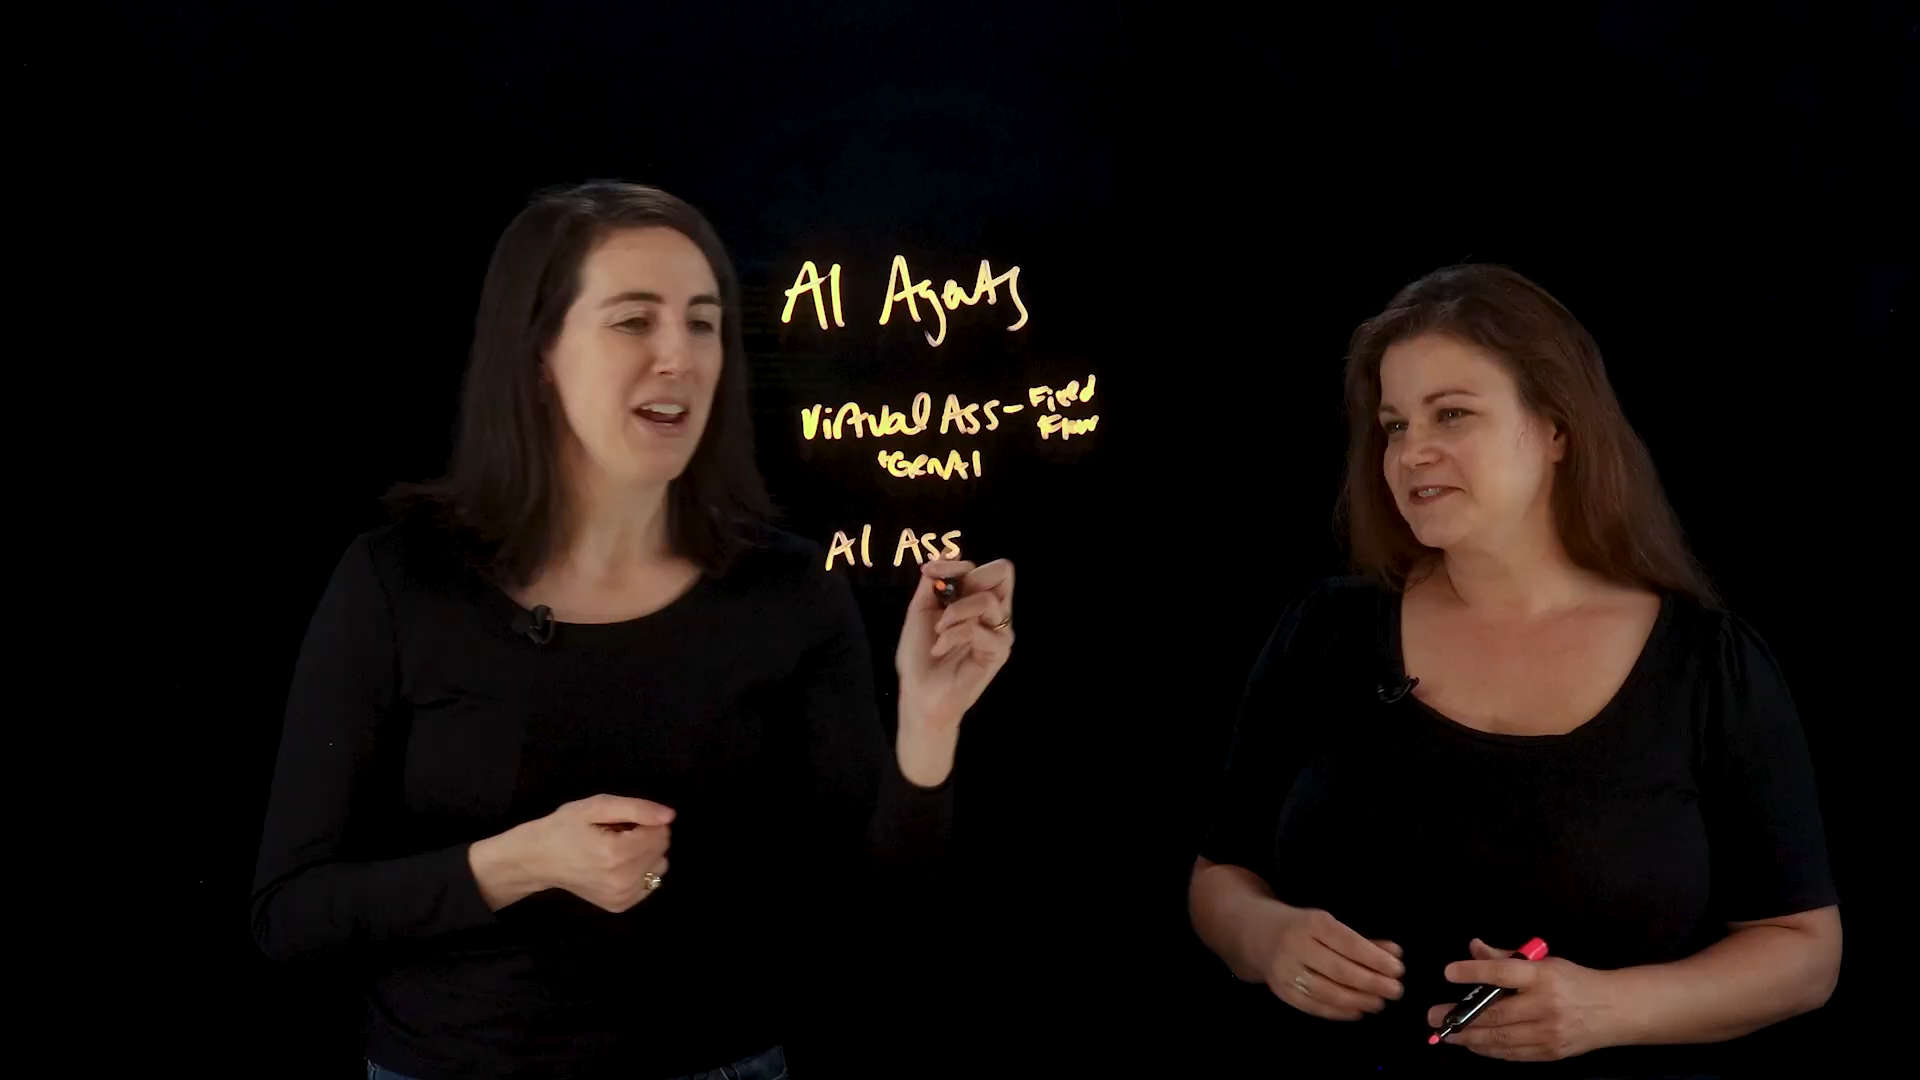 AI Agents
Virtual Ass - Fixed
Flow
+GenAI
AI Ass